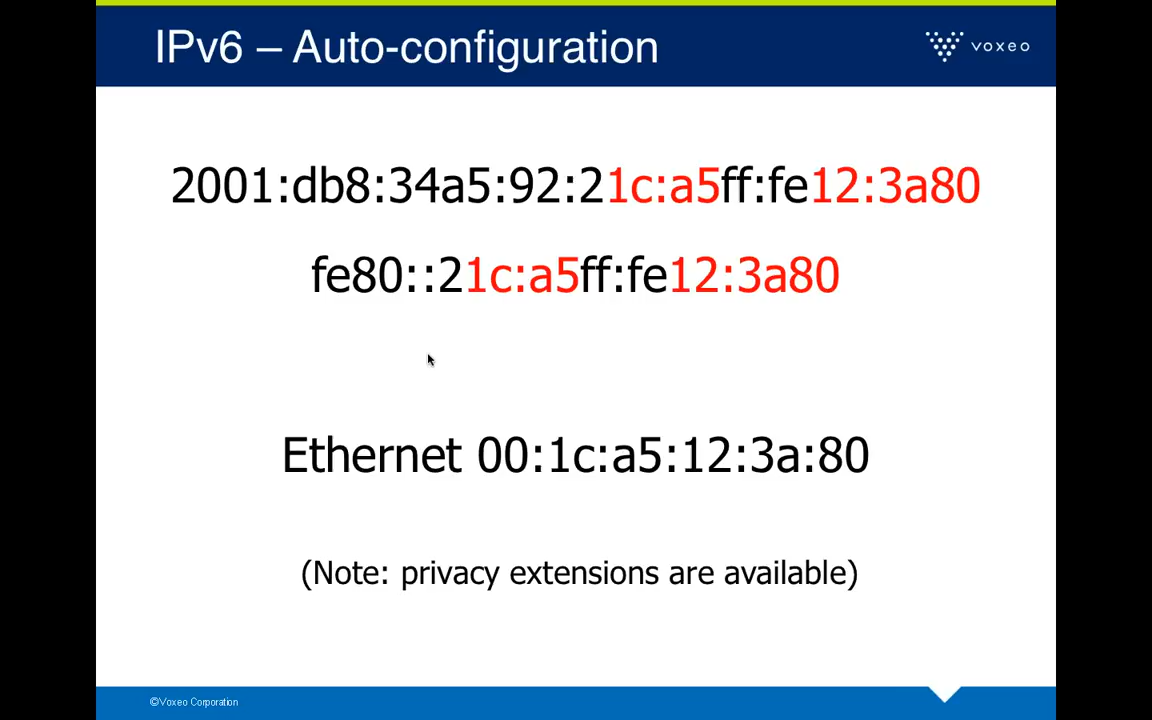 IPv6 – Auto-configuration
voxeo
2001:db8:34a5:92:21c:a5ff:fe12:3a80
fe80::21c:a5ff:fe12:3a80
Ethernet 00:1c:a5:12:3a:80
(Note: privacy extensions are available)
©Voxeo Corporation